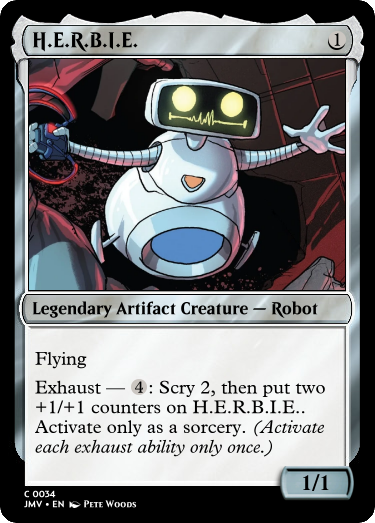 H.E.R.B.I.E. 1
Legendary Artifact Creature — Robot
Flying
Exhaust — 4: Scry 2, then put two
+1/+1 counters on H.E.R.B.I.E..
Activate only as a sorcery. (Activate
each exhaust ability only once.)
1/1
C 0034
JMV • EN Pete Woods